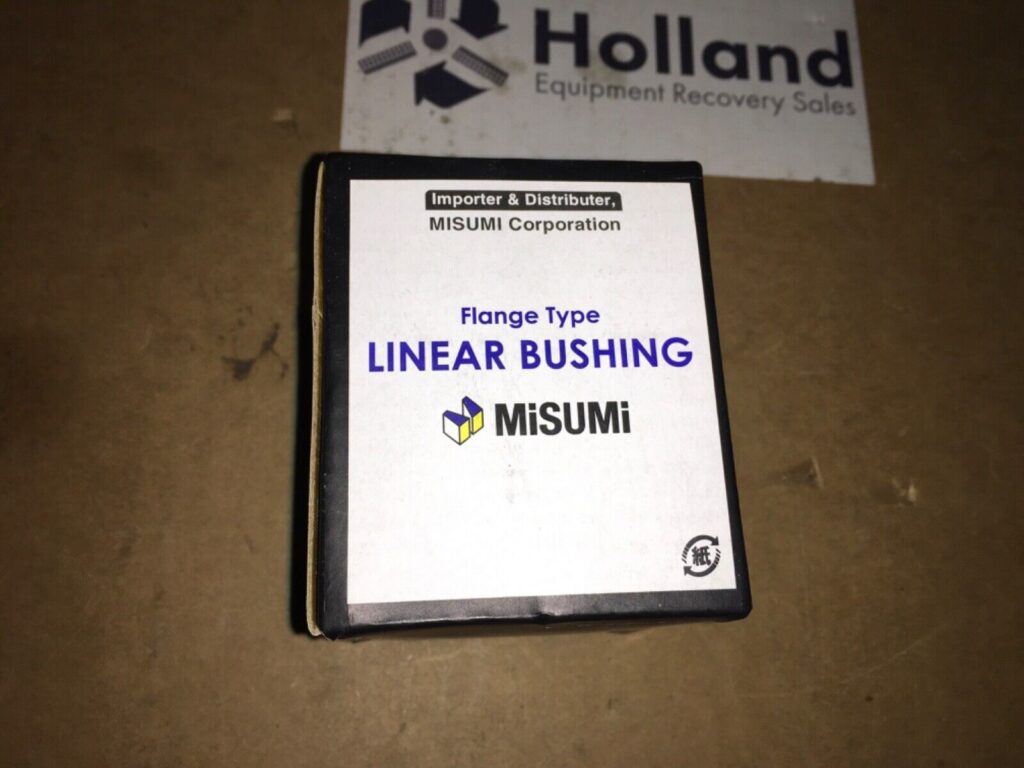 Holland
Equipment Recovery Sales
Importer & Distributer,
MISUMI Corporation
Flange Type
LINEAR BUSHING
MiSUMi
紙